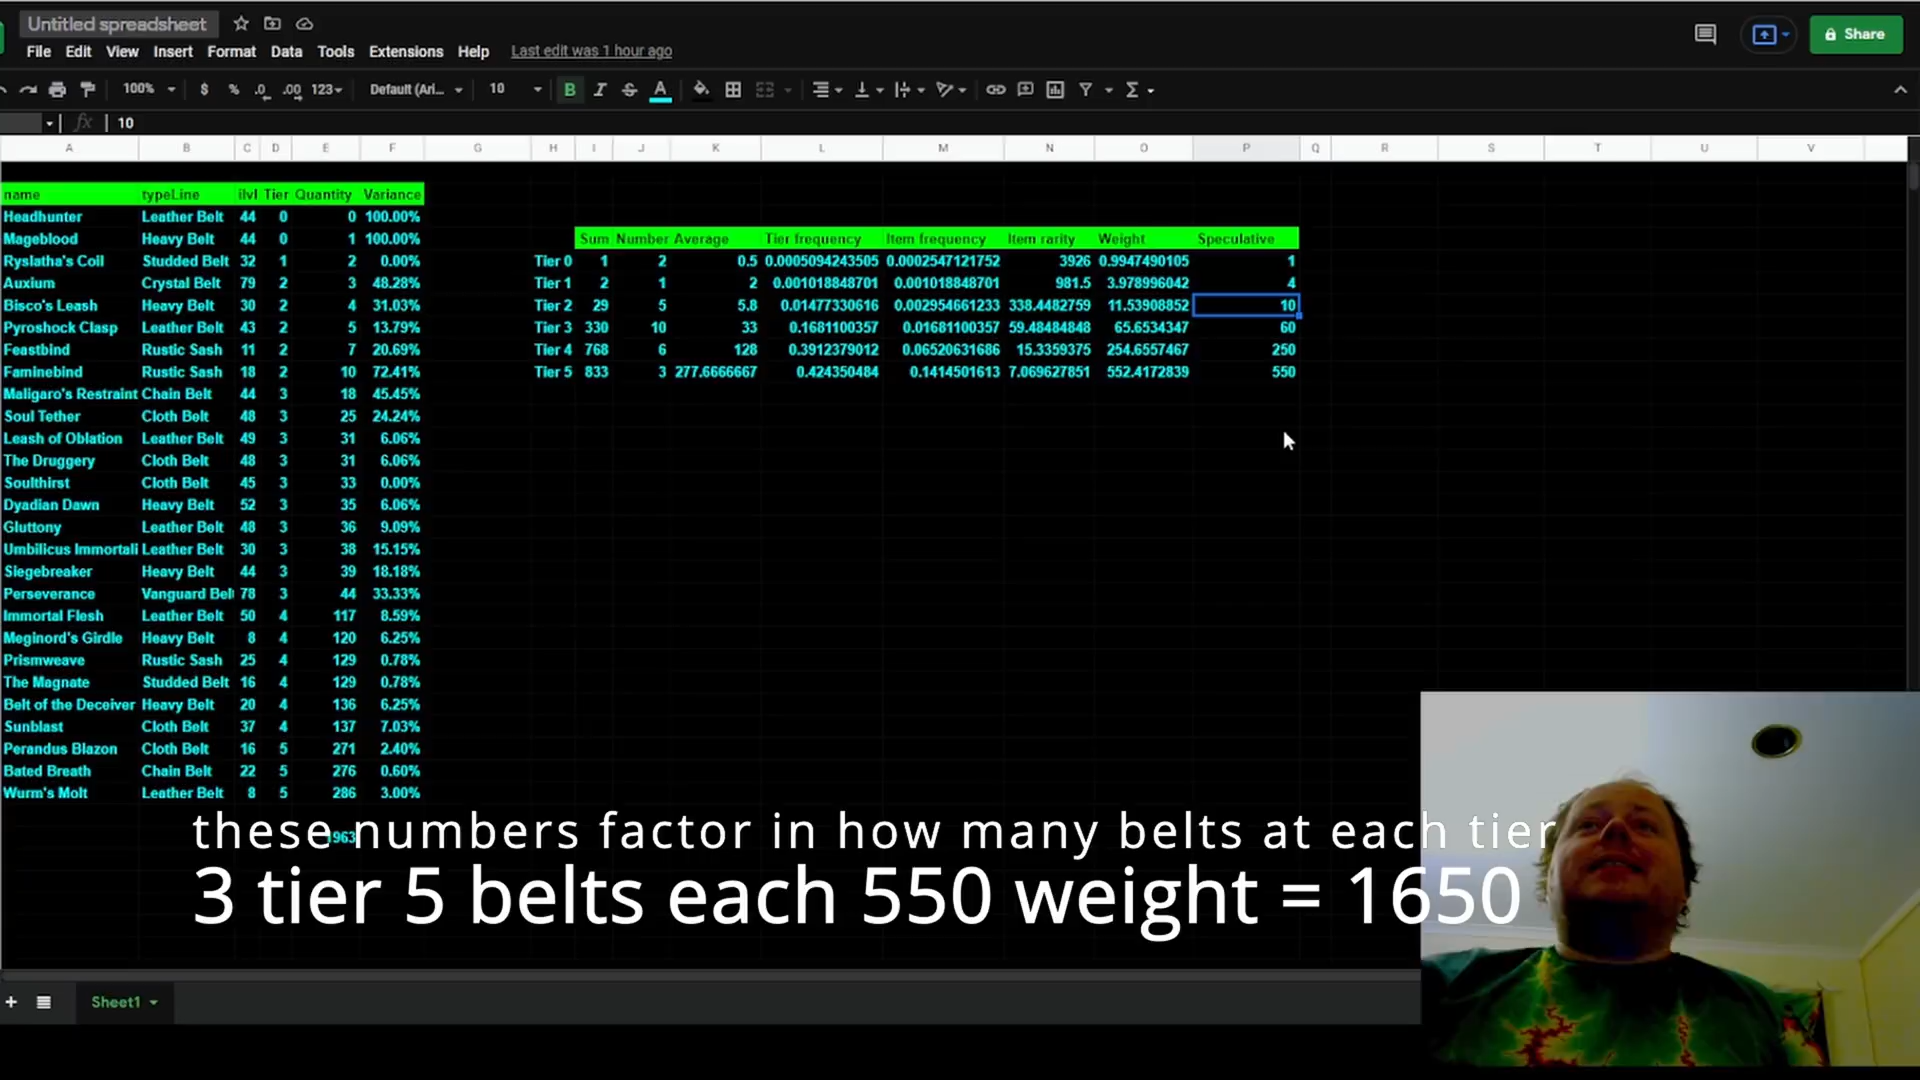 Untitled spreadsheet
File Edit View Insert Format Data Tools Extensions Help Last edit was 1 hour ago
Share
100% $ % .0 .00 123 Default (Ari... 10 B I S A Σ
fx 10
A B C D E F G H I J K L M N O P Q R S T U V
name typeLine ilvl Tier Quantity Variance
Headhunter Leather Belt 44 0 0 100.00%
Mageblood Heavy Belt 44 0 1 100.00%
Ryslatha's Coil Studded Belt 32 1 2 0.00%
Auxium Crystal Belt 79 2 3 48.28%
Bisco's Leash Heavy Belt 30 2 4 31.03%
Pyroshock Clasp Leather Belt 43 2 5 13.79%
Feastbind Rustic Sash 11 2 7 20.69%
Faminebind Rustic Sash 18 2 10 72.41%
Maligaro's Restraint Chain Belt 44 3 18 45.45%
Soul Tether Cloth Belt 48 3 25 24.24%
Leash of Oblation Leather Belt 49 3 31 6.06%
The Druggery Cloth Belt 48 3 31 6.06%
Soulthirst Cloth Belt 45 3 33 0.00%
Dyadian Dawn Heavy Belt 52 3 35 6.06%
Gluttony Leather Belt 48 3 36 9.09%
Umbilicus Immortali Leather Belt 30 3 38 15.15%
Siegebreaker Heavy Belt 44 3 39 18.18%
Perseverance Vanguard Belt 78 3 44 33.33%
Immortal Flesh Leather Belt 50 4 117 8.59%
Meginord's Girdle Heavy Belt 8 4 120 6.25%
Prismweave Rustic Sash 25 4 129 0.78%
The Magnate Studded Belt 16 4 129 0.78%
Belt of the Deceiver Heavy Belt 20 4 136 6.25%
Sunblast Cloth Belt 37 4 137 7.03%
Perandus Blazon Cloth Belt 16 5 271 2.40%
Bated Breath Chain Belt 22 5 276 0.60%
Wurm's Molt Leather Belt 8 5 286 3.00%
1963
Sum Number Average Tier frequency Item frequency Item rarity Weight Speculative
Tier 0 1 2 0.5 0.0005094243505 0.0002547121752 3926 0.9947490105 1
Tier 1 2 1 2 0.001018848701 0.001018848701 981.5 3.978996042 4
Tier 2 29 5 5.8 0.01477330616 0.002954661233 338.4482759 11.53908852 10
Tier 3 330 10 33 0.1681100357 0.01681100357 59.48484848 65.6534347 60
Tier 4 768 6 128 0.3912379012 0.06520631686 15.3359375 254.6557467 250
Tier 5 833 3 277.6666667 0.424350484 0.1414501613 7.069627851 552.4172839 550
these numbers factor in how many belts at each tier
3 tier 5 belts each 550 weight = 1650
Sheet1